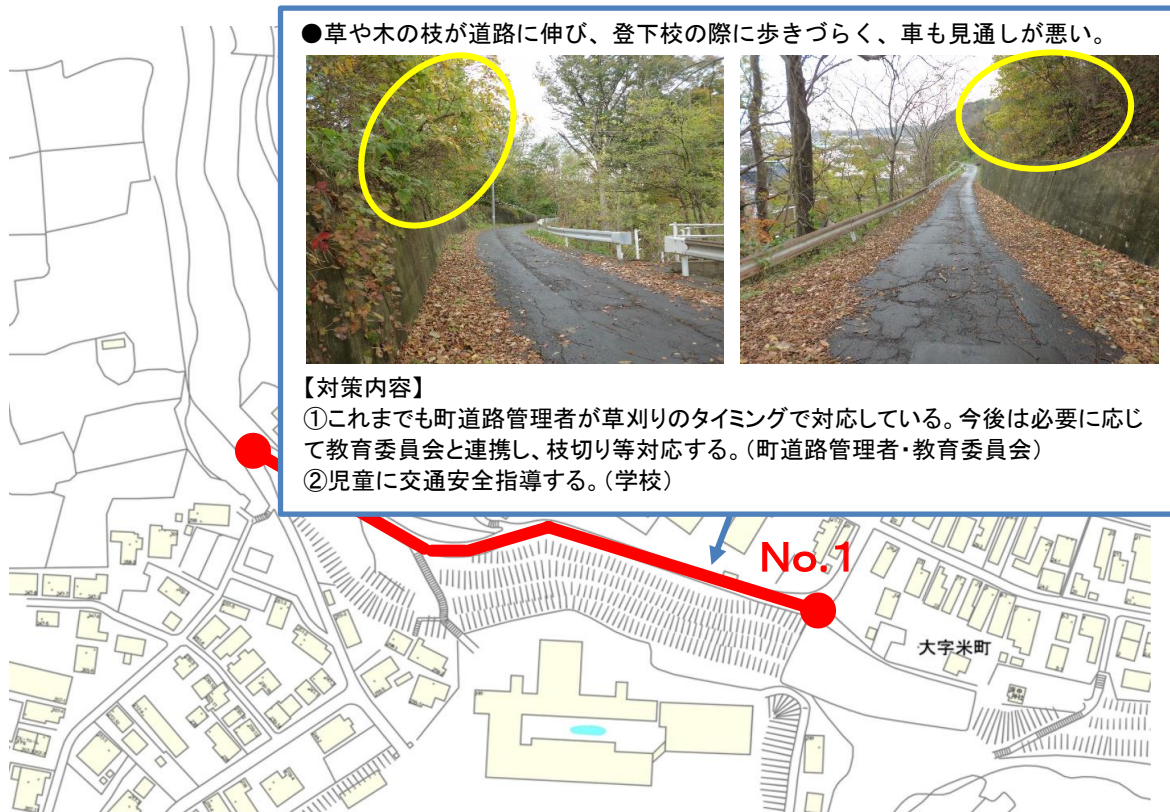 ●草や木の枝が道路に伸び、登下校の際に歩きづらく、車も見通しが悪い。
【対策内容】
①これまでも町道路管理者が草刈りのタイミングで対応している。今後は必要に応じ
て教育委員会と連携し、枝切り等対応する。(町道路管理者・教育委員会)
②児童に交通安全指導する。(学校)
No.1
大字米町